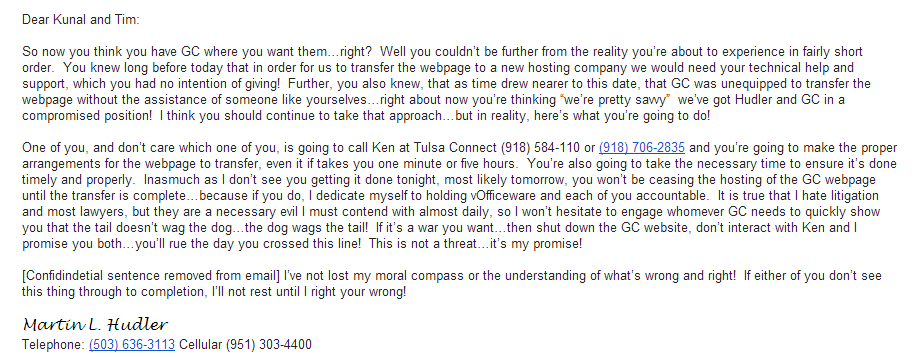 Dear Kunal and Tim:
So now you think you have GC where you want them…right?  Well you couldn't be further from the reality you're about to experience in fairly short
order.  You knew long before today that in order for us to transfer the webpage to a new hosting company we would need your technical help and
support, which you had no intention of giving!  Further, you also knew, that as time drew nearer to this date, that GC was unequipped to transfer the
webpage without the assistance of someone like yourselves…right about now you're thinking “we're pretty savvy”  we've got Hudler and GC in a
compromised position!  I think you should continue to take that approach…but in reality, here's what you're going to do!
One of you, and don't care which one of you, is going to call Ken at Tulsa Connect (918) 584-110 or (918) 706-2835 and you're going to make the proper
arrangements for the webpage to transfer, even it if takes you one minute or five hours.  You're also going to take the necessary time to ensure it's done
timely and properly.  Inasmuch as I don't see you getting it done tonight, most likely tomorrow, you won't be ceasing the hosting of the GC webpage
until the transfer is complete…because if you do, I dedicate myself to holding vOfficeware and each of you accountable.  It is true that I hate litigation
and most lawyers, but they are a necessary evil I must contend with almost daily, so I won't hesitate to engage whomever GC needs to quickly show
you that the tail doesn't wag the dog…the dog wags the tail!  If it's a war you want…then shut down the GC website, don't interact with Ken and I
promise you both…you'll rue the day you crossed this line!  This is not a threat…it's my promise!
[Confidindetial sentence removed from email] I've not lost my moral compass or the understanding of what's wrong and right!  If either of you don't see
this thing through to completion, I'll not rest until I right your wrong!
Martin L. Hudler
Telephone: (503) 636-3113 Cellular (951) 303-4400